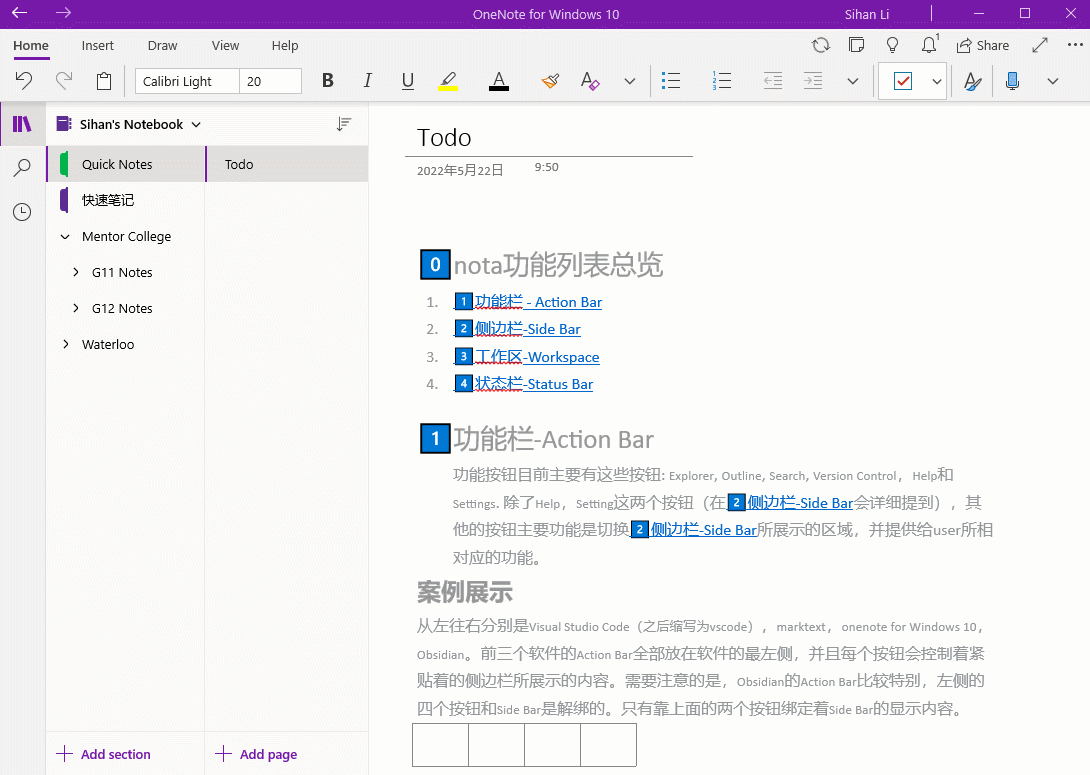 OneNote for Windows 10
Sihan Li
Home Insert Draw View Help
1
Share
Calibri Light 20 B I U A A
Sihan's Notebook
Quick Notes
快速笔记
Mentor College
G11 Notes
G12 Notes
Waterloo
Add section
Todo
Add page
Todo
2022年5月22日 9:50
0 nota功能列表总览
1. 1 功能栏 - Action Bar
2. 2 侧边栏-Side Bar
3. 3 工作区-Workspace
4. 4 状态栏-Status Bar
1 功能栏-Action Bar
功能按钮目前主要有这些按钮: Explorer, Outline, Search, Version Control，Help和
Settings. 除了Help，Setting这两个按钮（在 2 侧边栏-Side Bar会详细提到），其
他的按钮主要功能是切换 2 侧边栏-Side Bar所展示的区域，并提供给user所相
对应的功能。
案例展示
从左往右分别是Visual Studio Code（之后缩写为vscode），marktext，onenote for Windows 10，
Obsidian。前三个软件的Action Bar全部放在软件的最左侧，并且每个按钮会控制着紧
贴着的侧边栏所展示的内容。需要注意的是，Obsidian的Action Bar比较特别，左侧的
四个按钮和Side Bar是解绑的。只有靠上面的两个按钮绑定着Side Bar的显示内容。